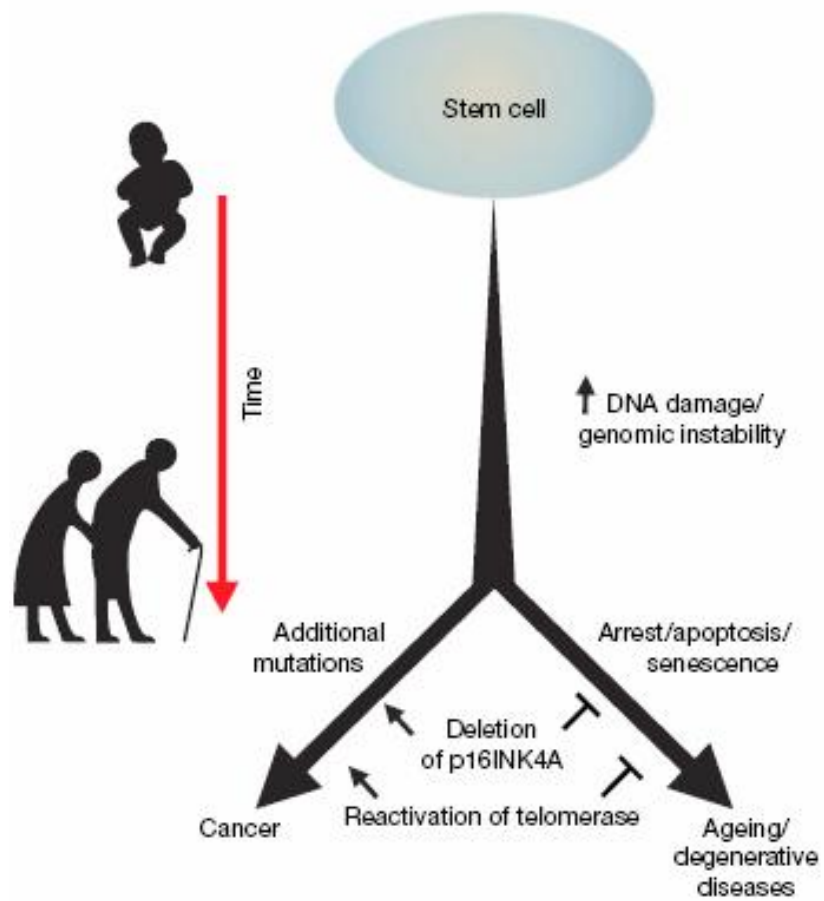 Stem cell
Time
DNA damage/
genomic instability
Additional
mutations
Arrest/apoptosis/
senescence
Deletion
of p16INK4A
Reactivation of telomerase
Cancer
Ageing/
degenerative
diseases